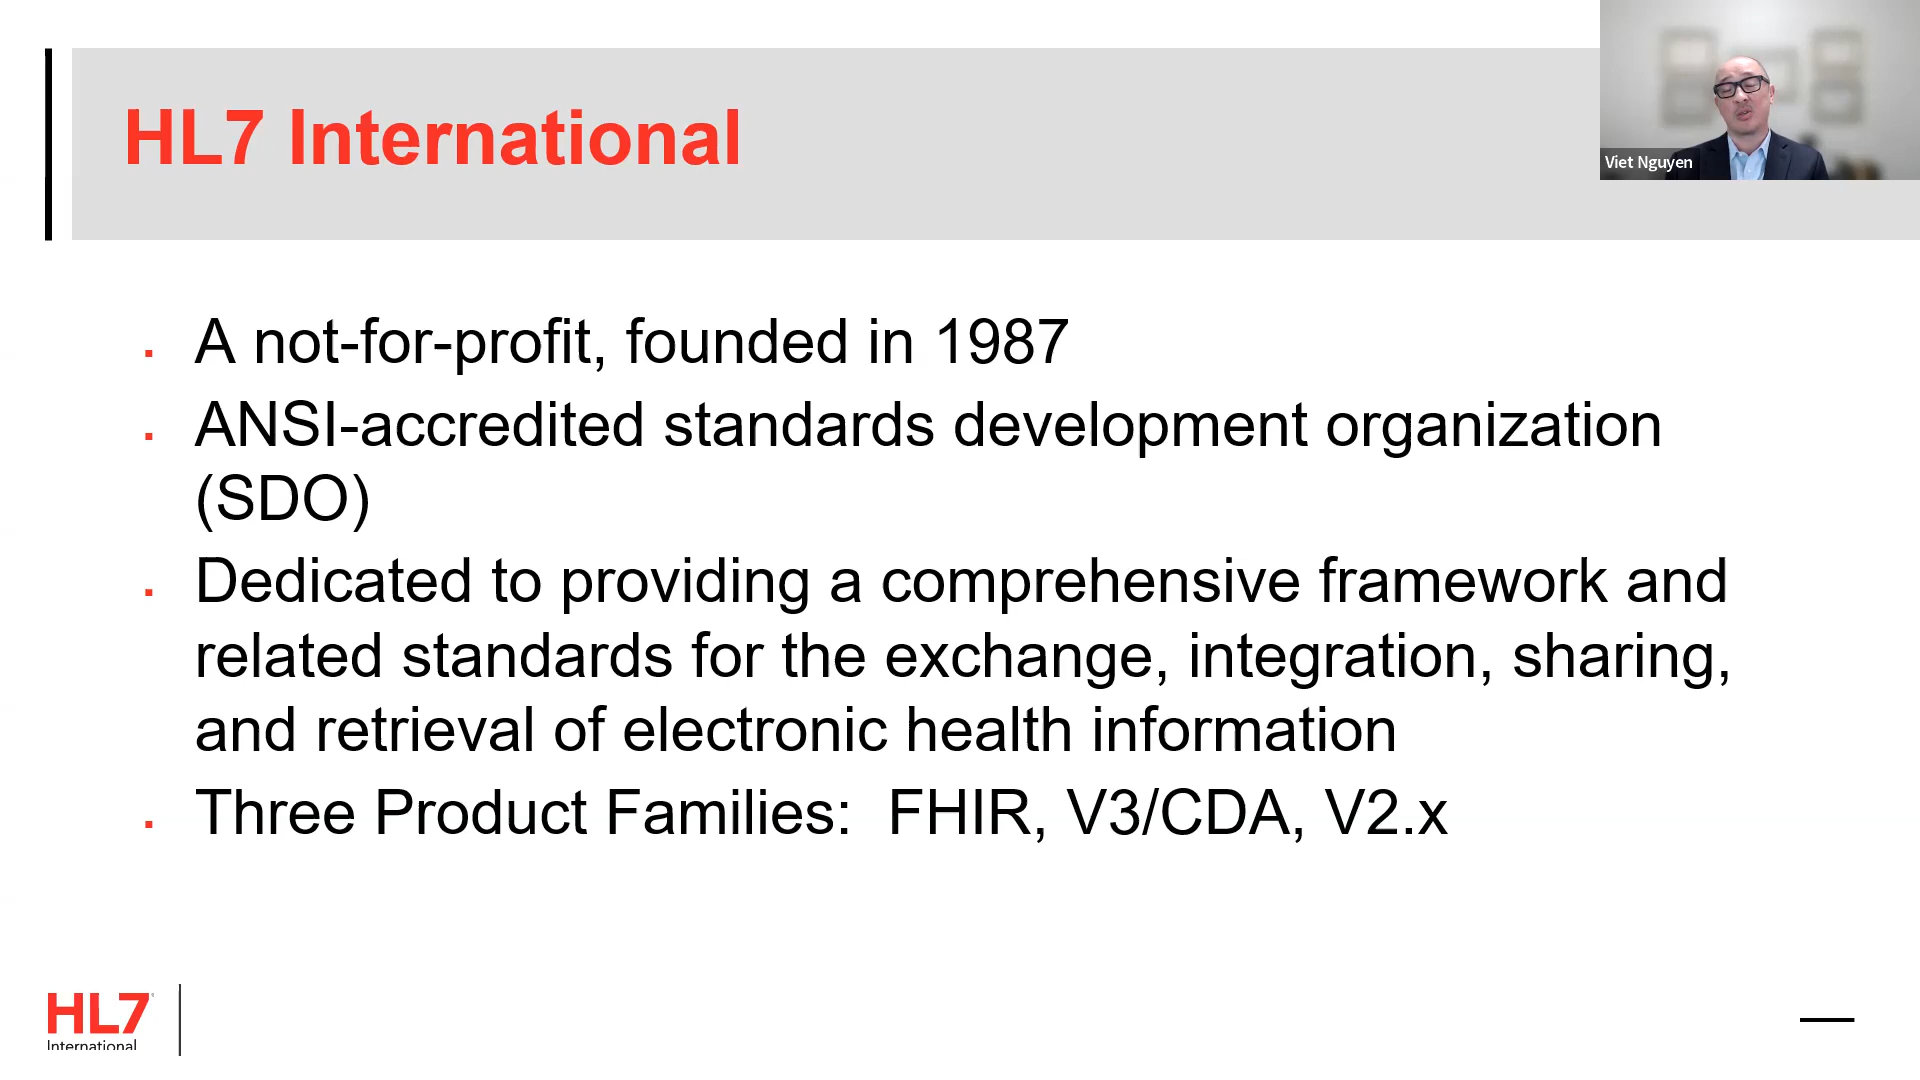 HL7 International
Viet Nguyen
▪ A not-for-profit, founded in 1987
▪ ANSI-accredited standards development organization
(SDO)
▪ Dedicated to providing a comprehensive framework and
related standards for the exchange, integration, sharing,
and retrieval of electronic health information
▪ Three Product Families:  FHIR, V3/CDA, V2.x
HL7
International